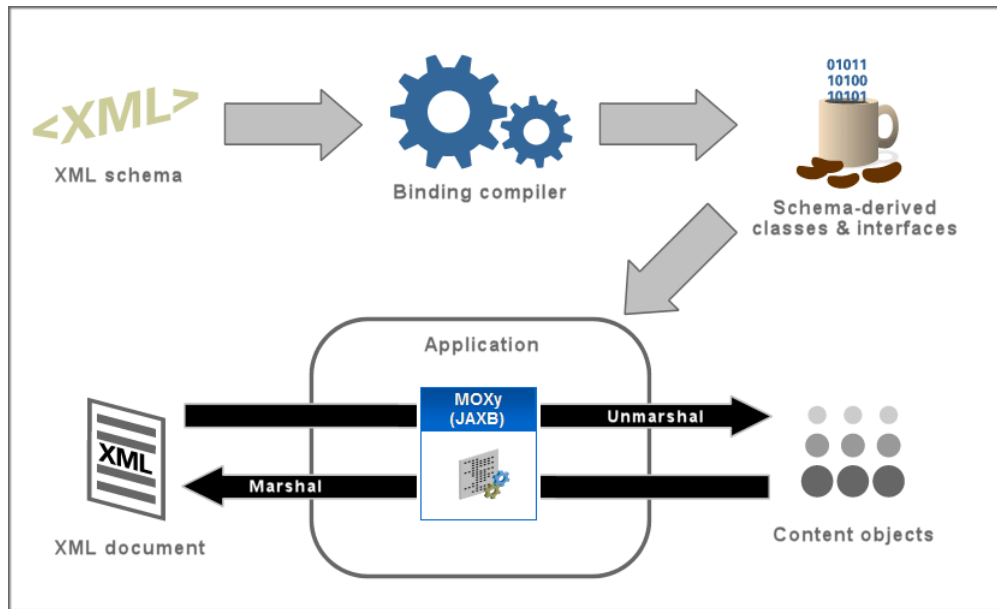 <XML>
XML schema
Binding compiler
01011
10100
10101
Schema-derived
classes & interfaces
Application
MOXy
(JAXB)
Unmarshal
Marshal
XML
XML document
Content objects